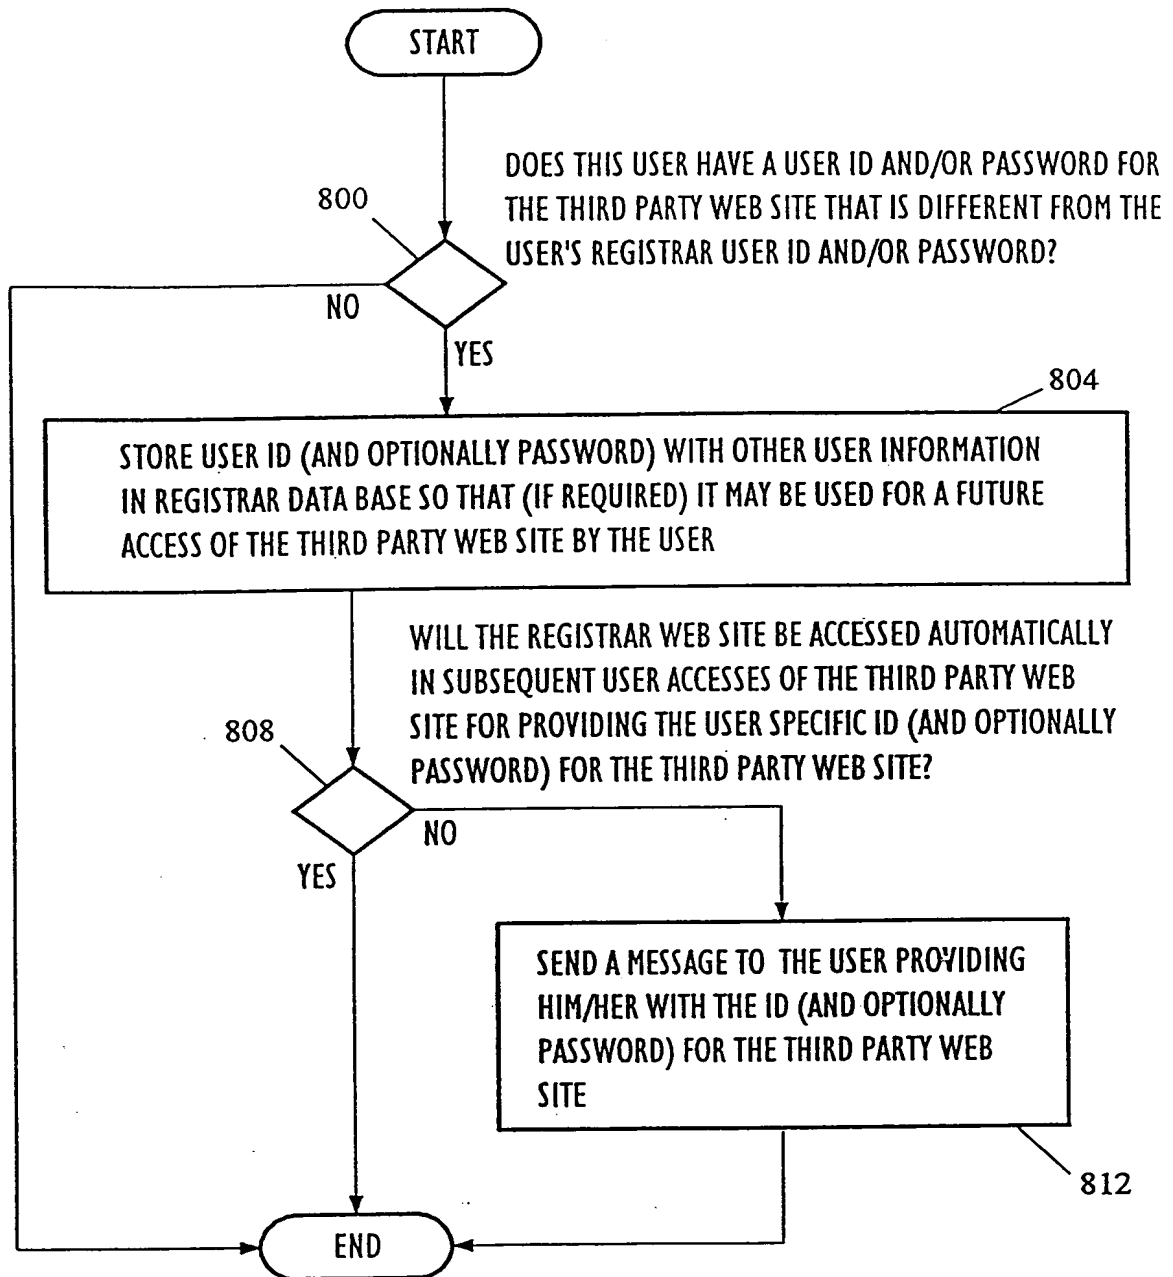 START
DOES THIS USER HAVE A USER ID AND/OR PASSWORD FOR
THE THIRD PARTY WEB SITE THAT IS DIFFERENT FROM THE
USER'S REGISTRAR USER ID AND/OR PASSWORD?
800
NO
YES
804
STORE USER ID (AND OPTIONALLY PASSWORD) WITH OTHER USER INFORMATION
IN REGISTRAR DATA BASE SO THAT (IF REQUIRED) IT MAY BE USED FOR A FUTURE
ACCESS OF THE THIRD PARTY WEB SITE BY THE USER
WILL THE REGISTRAR WEB SITE BE ACCESSED AUTOMATICALLY
IN SUBSEQUENT USER ACCESSES OF THE THIRD PARTY WEB
SITE FOR PROVIDING THE USER SPECIFIC ID (AND OPTIONALLY
PASSWORD) FOR THE THIRD PARTY WEB SITE?
808
NO
YES
SEND A MESSAGE TO THE USER PROVIDING
HIM/HER WITH THE ID (AND OPTIONALLY
PASSWORD) FOR THE THIRD PARTY WEB
SITE
812
END